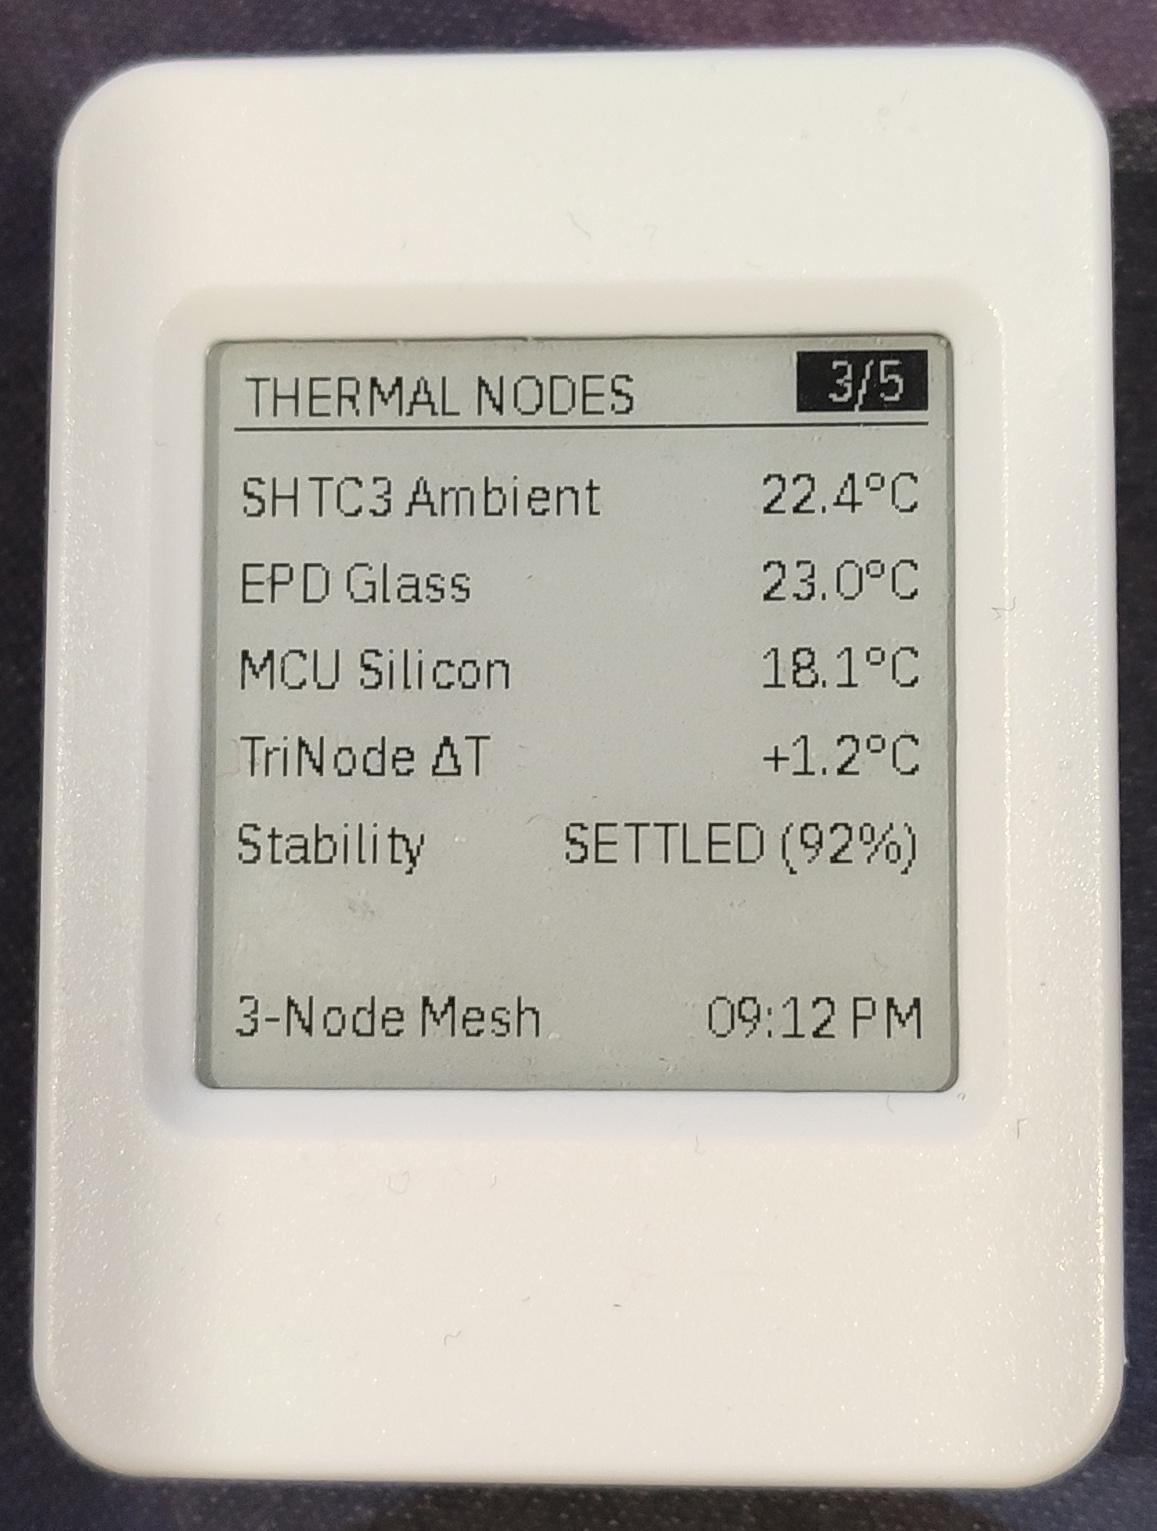 THERMAL NODES 3/5
SHTC3 Ambient 22.4°C
EPD Glass 23.0°C
MCU Silicon 18.1°C
TriNode ΔT +1.2°C
Stability SETTLED (92%)
3-Node Mesh 09:12 PM